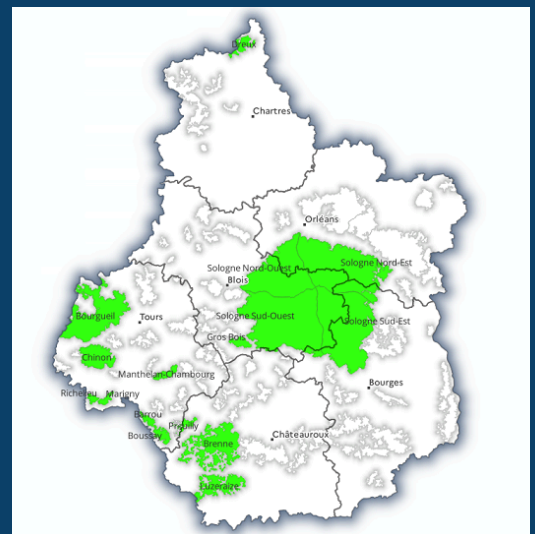 Dreux
Chartres
Orléans
Sologne Nord-Est
Sologne Nord-Ouest
Blois
Bourgueil
Tours
Sologne Sud-Ouest
Sologne Sud-Est
Gros Bois
Chinon
Manthelan-Chambourg
Bourges
Richelieu
Marigny
Barrou
Preuilly
Boussay
Châteauroux
Brenne
Luzeraize